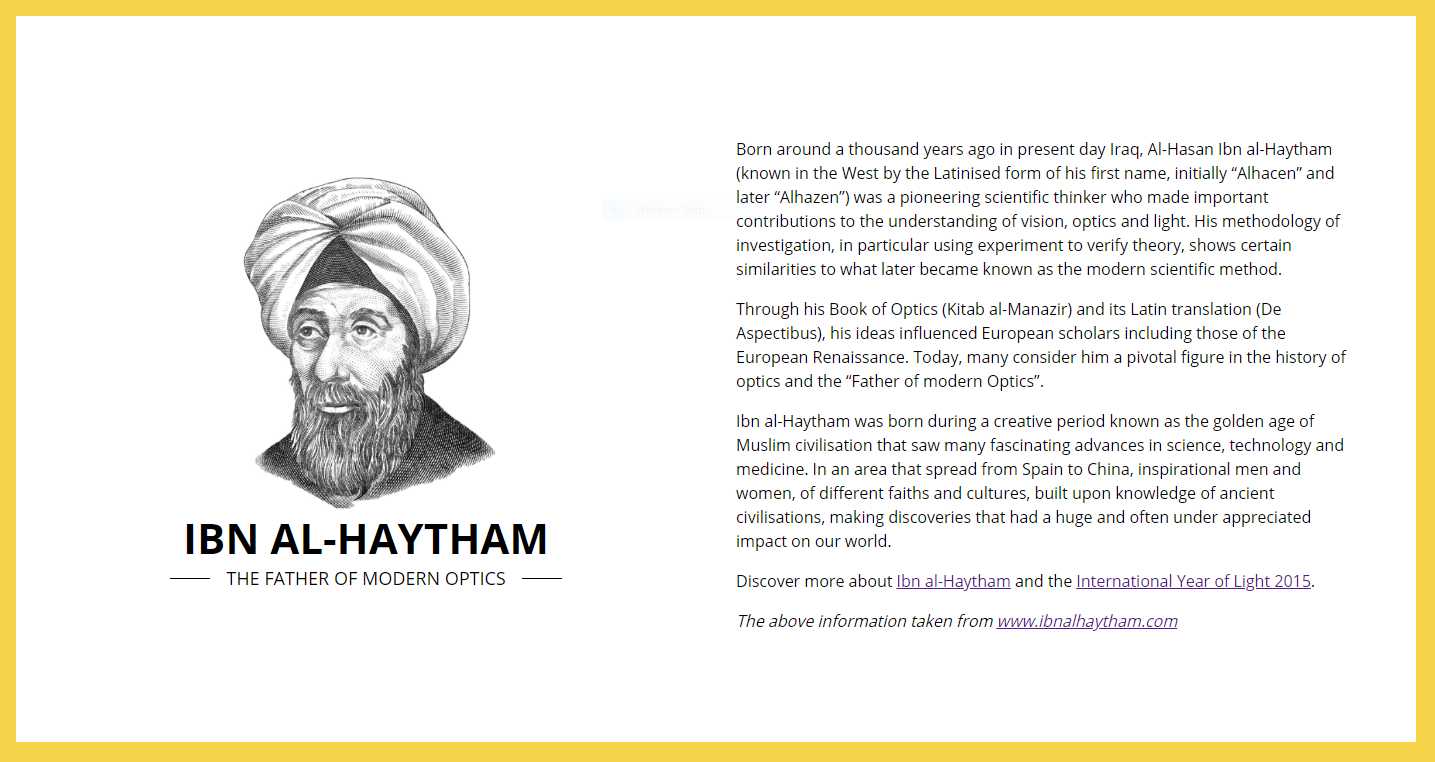 IBN AL-HAYTHAM
THE FATHER OF MODERN OPTICS
Born around a thousand years ago in present day Iraq, Al-Hasan Ibn al-Haytham
(known in the West by the Latinised form of his first name, initially “Alhacen” and
later “Alhazen”) was a pioneering scientific thinker who made important
contributions to the understanding of vision, optics and light. His methodology of
investigation, in particular using experiment to verify theory, shows certain
similarities to what later became known as the modern scientific method.
Through his Book of Optics (Kitab al-Manazir) and its Latin translation (De
Aspectibus), his ideas influenced European scholars including those of the
European Renaissance. Today, many consider him a pivotal figure in the history of
optics and the “Father of modern Optics”.
Ibn al-Haytham was born during a creative period known as the golden age of
Muslim civilisation that saw many fascinating advances in science, technology and
medicine. In an area that spread from Spain to China, inspirational men and
women, of different faiths and cultures, built upon knowledge of ancient
civilisations, making discoveries that had a huge and often under appreciated
impact on our world.
Discover more about Ibn al-Haytham and the International Year of Light 2015.
The above information taken from www.ibnalhaytham.com
Window Snip